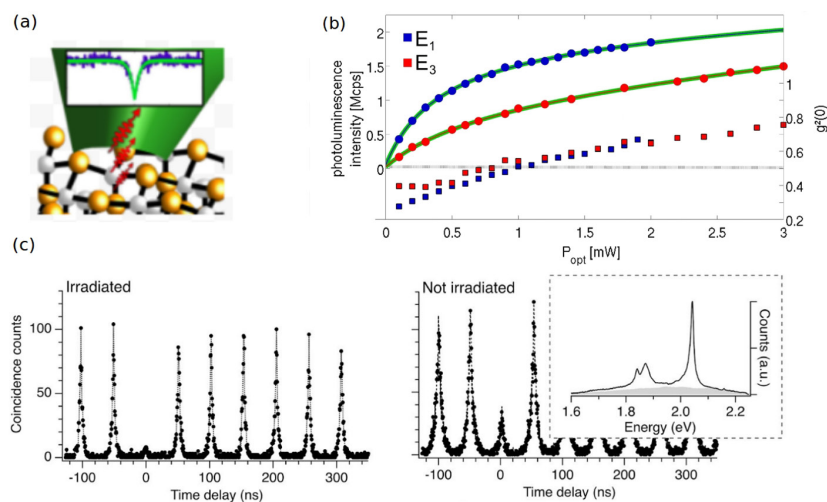 (a)
(b)
E1
E3
photoluminescence
intensity [Mcps]
2
1.5
1
0.5
0
1
0.8
0.6
0.4
0.2
g²(0)
0 0.5 1 1.5 2 2.5 3
Popt [mW]
(c)
Irradiated
Coincidence counts
100
50
0
-100 0 100 200 300
Time delay (ns)
Not irradiated
-100 0 100 200 300
Time delay (ns)
Counts (a.u.)
1.6 1.8 2.0 2.2
Energy (eV)